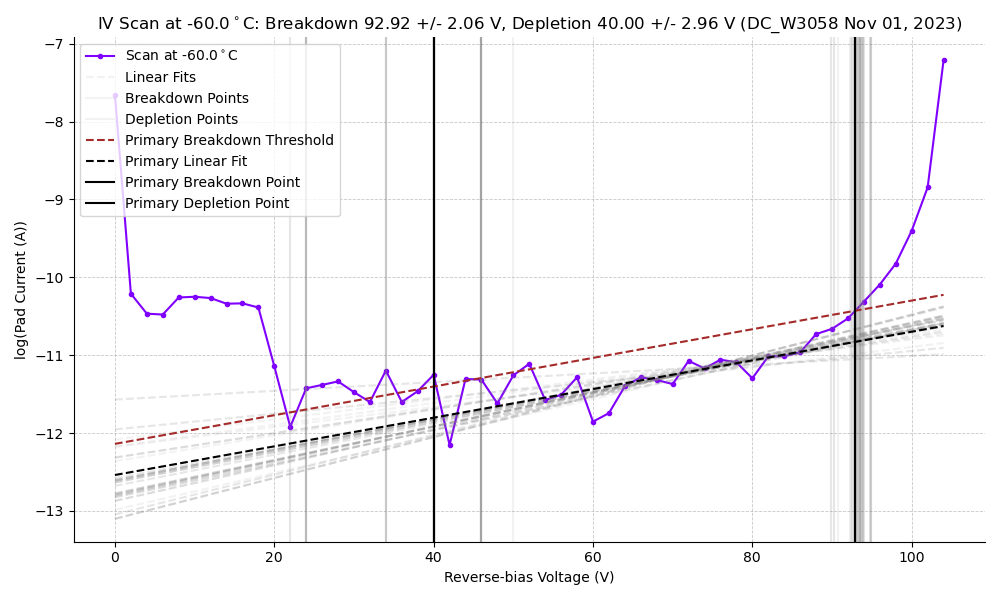 IV Scan at -60.0°C: Breakdown 92.92 +/- 2.06 V, Depletion 40.00 +/- 2.96 V (DC_W3058 Nov 01, 2023)
Scan at -60.0°C
Linear Fits
Breakdown Points
Depletion Points
Primary Breakdown Threshold
Primary Linear Fit
Primary Breakdown Point
Primary Depletion Point
log(Pad Current (A))
−7
−8
−9
−10
−11
−12
−13
0 20 40 60 80 100
Reverse-bias Voltage (V)